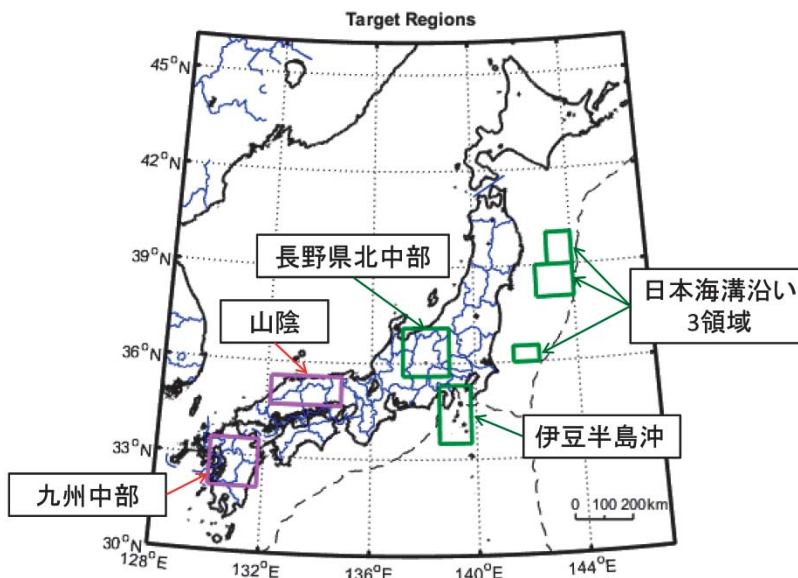 Target Regions
45°N
42°N
39°N
36°N
33°N
30°N
長野県北中部
山陰
日本海溝沿い
3領域
伊豆半島沖
九州中部
0 100 200km
128°E
132°E
136°E
140°E
144°E